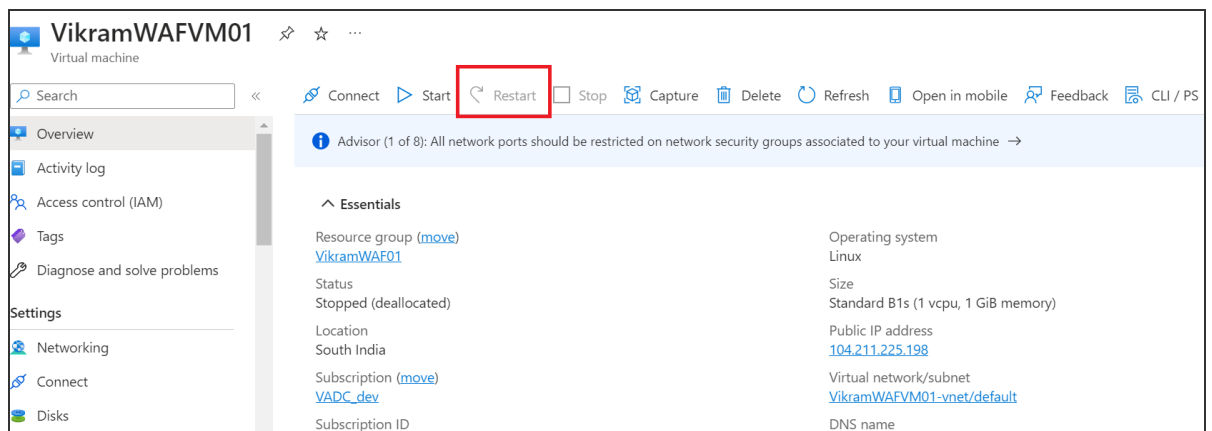 VikramWAFVM01
Virtual machine
Search
Connect Start Restart Stop Capture Delete Refresh Open in mobile Feedback CLI / PS
Overview
Activity log
Access control (IAM)
Tags
Diagnose and solve problems
Settings
Networking
Connect
Disks
Advisor (1 of 8): All network ports should be restricted on network security groups associated to your virtual machine →
Essentials
Resource group (move)
VikramWAF01
Status
Stopped (deallocated)
Location
South India
Subscription (move)
VADC_dev
Subscription ID
Operating system
Linux
Size
Standard B1s (1 vcpu, 1 GiB memory)
Public IP address
104.211.225.198
Virtual network/subnet
VikramWAFVM01-vnet/default
DNS name